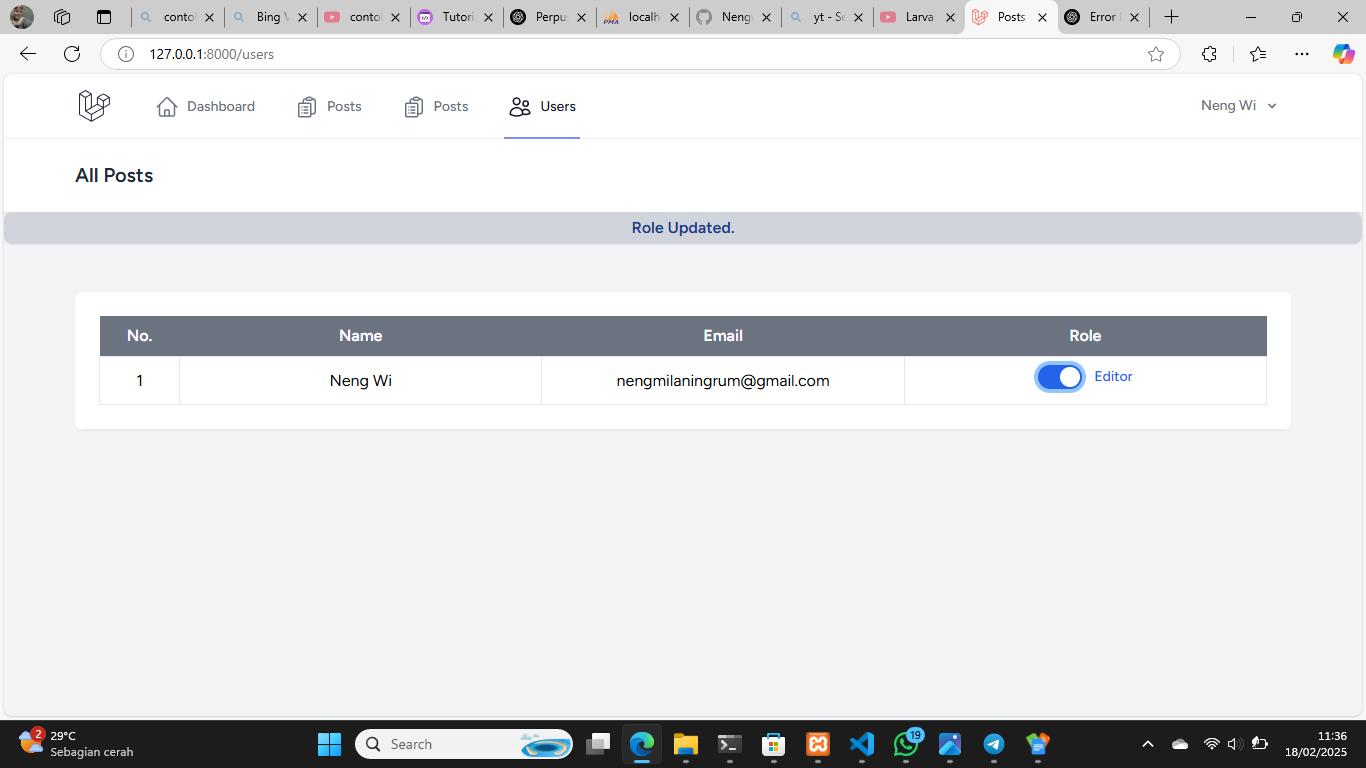 conto
Bing V
conto
Tutori
Perpu
localh
Neng
yt - Se
Larva
Posts
Error
127.0.0.1:8000/users
Dashboard
Posts
Posts
Users
Neng Wi
All Posts
Role Updated.
No. Name Email Role
1 Neng Wi nengmilaningrum@gmail.com Editor
2
29°C
Sebagian cerah
Search
19
11:36
18/02/2025